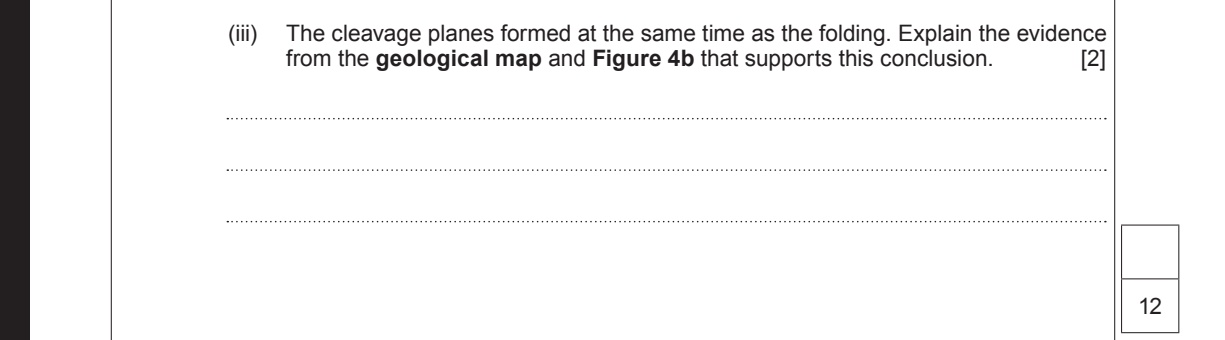 (iii) The cleavage planes formed at the same time as the folding. Explain the evidence
from the geological map and Figure 4b that supports this conclusion. [2]
12